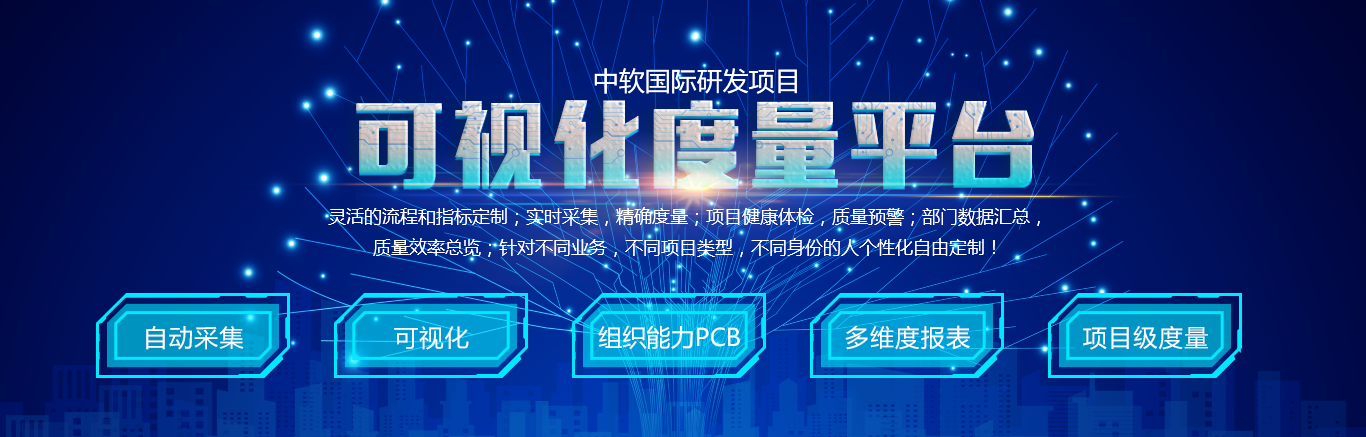 中软国际研发项目
可视化度量平台
灵活的流程和指标定制；实时采集，精确度量；项目健康体检，质量预警；部门数据汇总，
质量效率总览；针对不同业务，不同项目类型，不同身份的人个性化自由定制！
自动采集
可视化
组织能力PCB
多维度报表
项目级度量